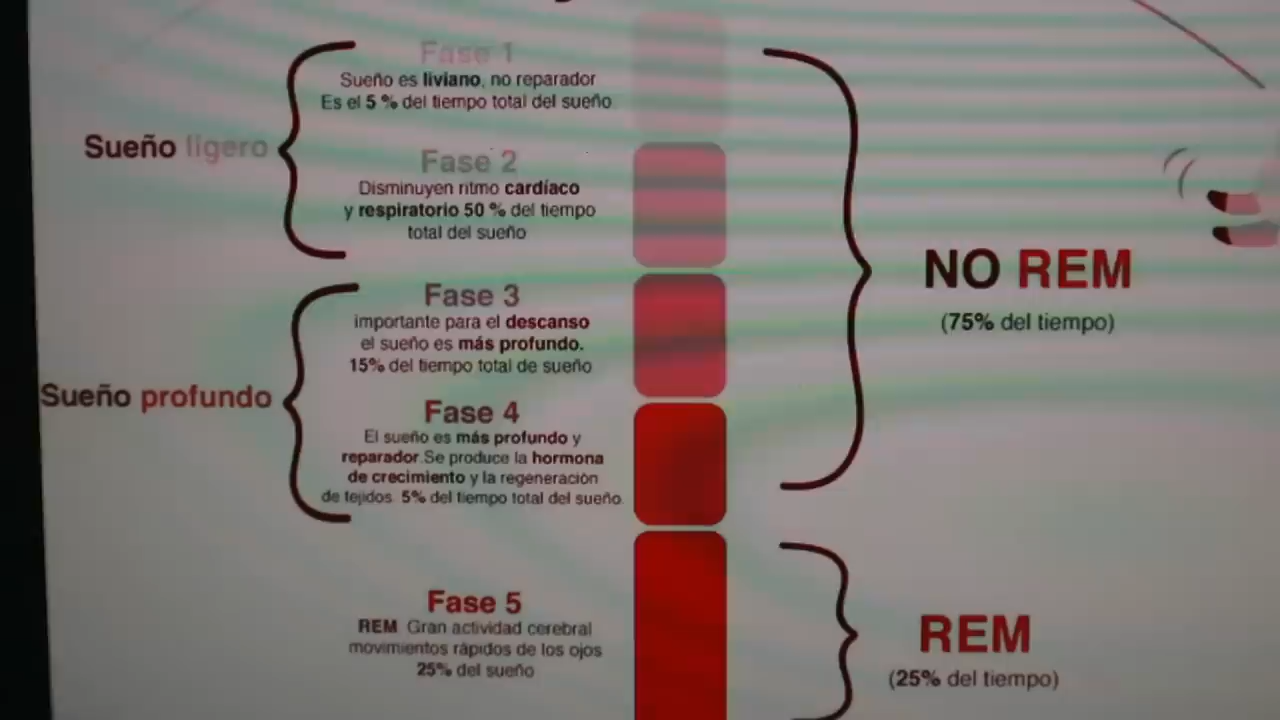 Fase 1
Sueño es liviano, no reparador
Es el 5 % del tiempo total del sueño
Sueño ligero
Fase 2
Disminuyen ritmo cardíaco
y respiratorio 50 % del tiempo
total del sueño
Fase 3
importante para el descanso
el sueño es más profundo.
15% del tiempo total de sueño
Sueño profundo
Fase 4
El sueño es más profundo y
reparador Se produce la hormona
de crecimiento y la regeneración
de tejidos 5% del tiempo total del sueño
NO REM
(75% del tiempo)
Fase 5
REM Gran actividad cerebral
movimientos rápidos de los ojos
25% del sueño
REM
(25% del tiempo)